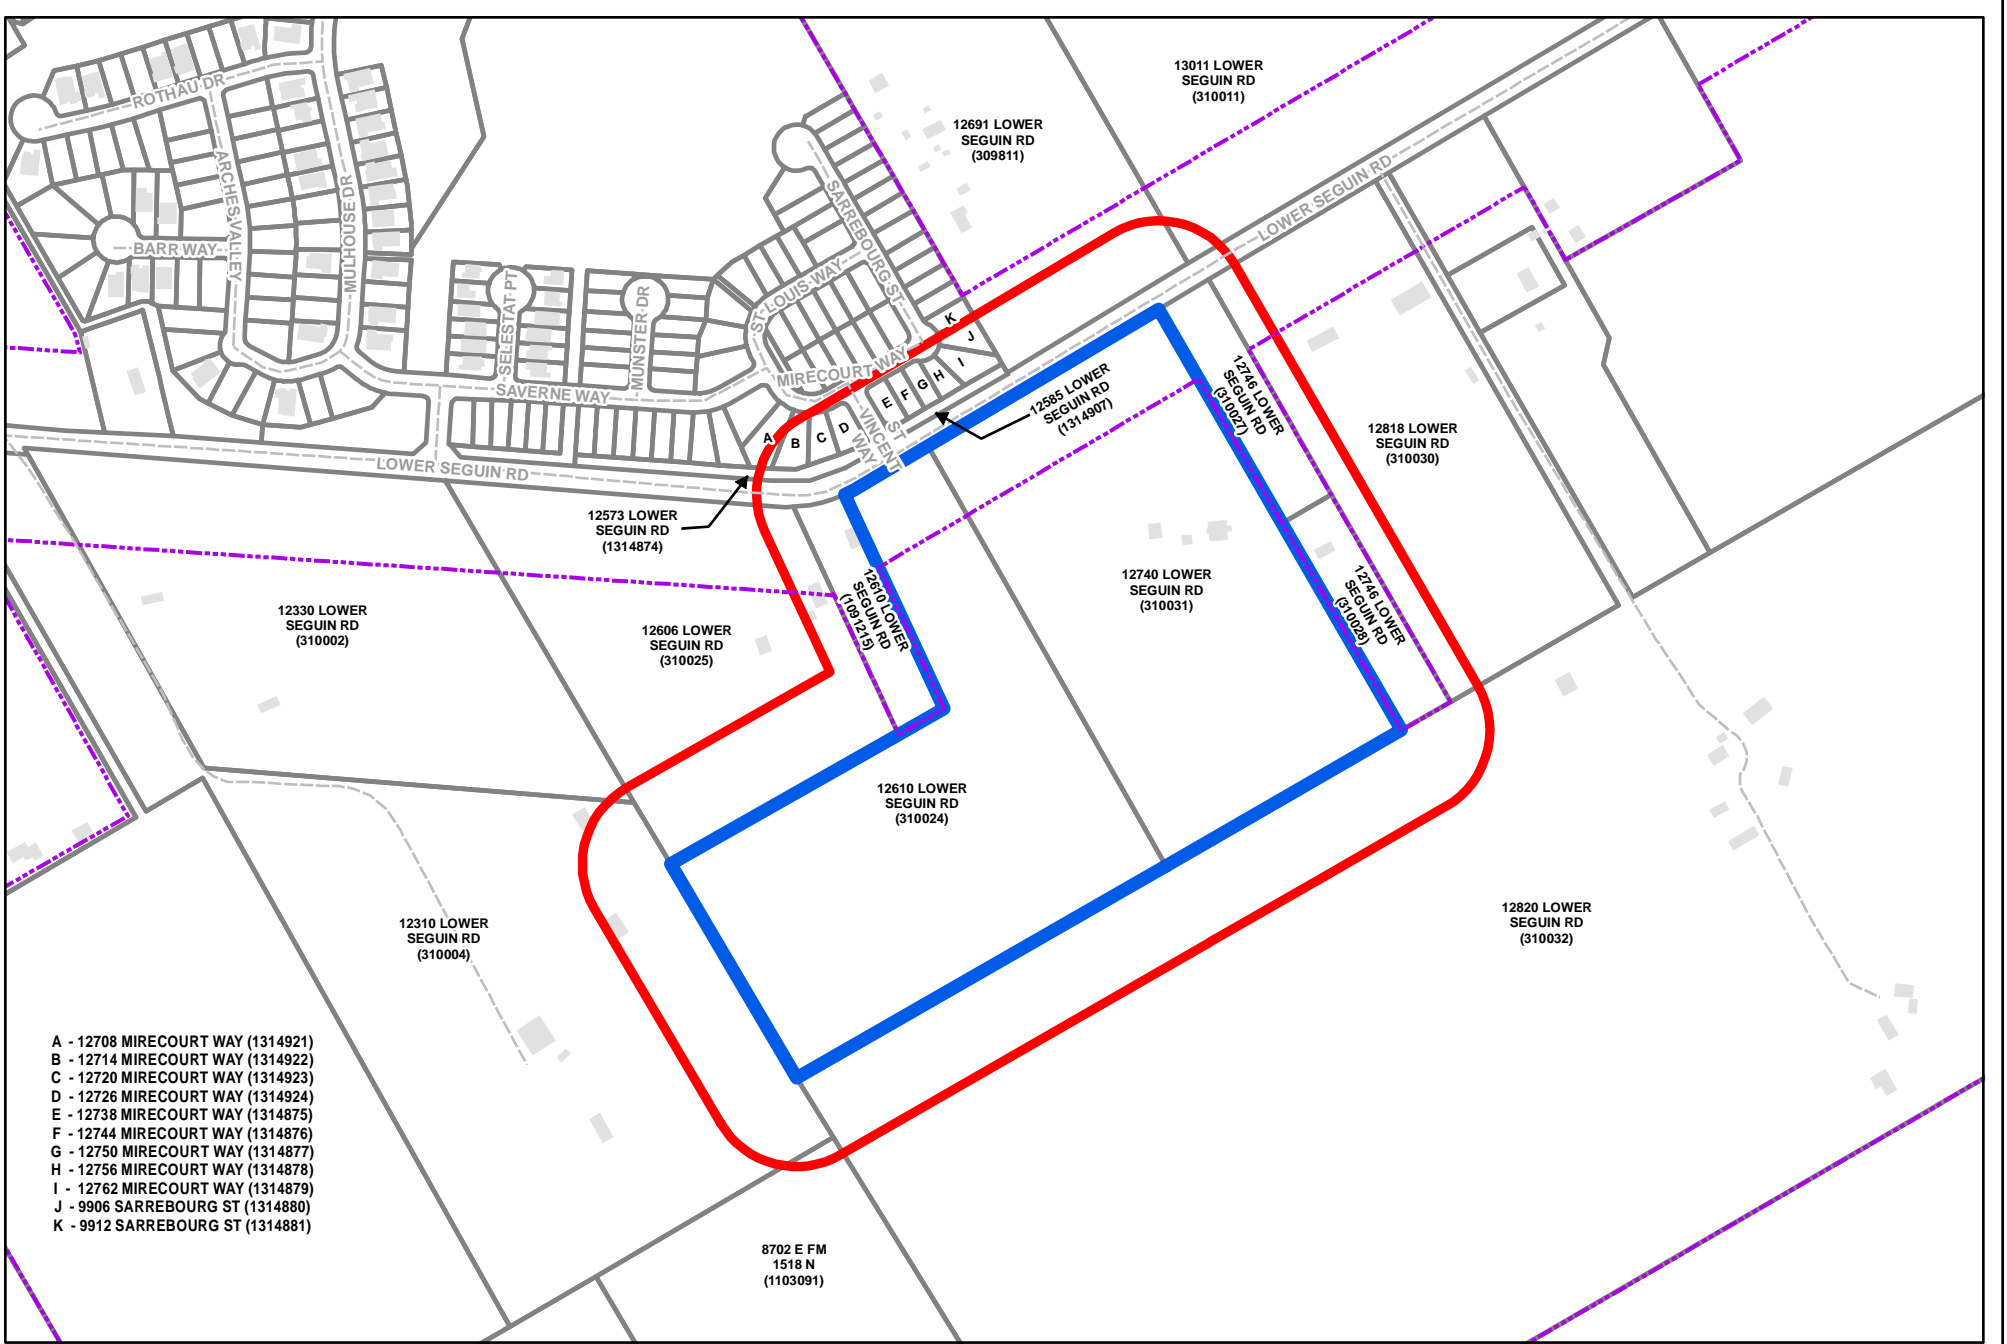 13011 LOWER
SEGUIN RD
(310011)
12691 LOWER
SEGUIN RD
(309811)
ROTHAU DR
ARCHES VALLEY
MULHOUSE DR
BARR WAY
SELESTAT PT
MUNSTER DR
SAVERNE WAY
ST LOUIS WAY
SARREBOURG ST
MIRECOURT WAY
ST
VINCENT
WAY
LOWER SEGUIN RD
LOWER SEGUIN RD
K
J
I
H
G
F
E
D
C
B
A
12585 LOWER
SEGUIN RD
(1314907)
12746 LOWER
SEGUIN RD
(310027)
12818 LOWER
SEGUIN RD
(310030)
12573 LOWER
SEGUIN RD
(1314874)
12330 LOWER
SEGUIN RD
(310002)
12606 LOWER
SEGUIN RD
(310025)
12610 LOWER
SEGUIN RD
(1091215)
12740 LOWER
SEGUIN RD
(310031)
12746 LOWER
SEGUIN RD
(310028)
12610 LOWER
SEGUIN RD
(310024)
12310 LOWER
SEGUIN RD
(310004)
12820 LOWER
SEGUIN RD
(310032)
A - 12708 MIRECOURT WAY (1314921)
B - 12714 MIRECOURT WAY (1314922)
C - 12720 MIRECOURT WAY (1314923)
D - 12726 MIRECOURT WAY (1314924)
E - 12738 MIRECOURT WAY (1314875)
F - 12744 MIRECOURT WAY (1314876)
G - 12750 MIRECOURT WAY (1314877)
H - 12756 MIRECOURT WAY (1314878)
I - 12762 MIRECOURT WAY (1314879)
J - 9906 SARREBOURG ST (1314880)
K - 9912 SARREBOURG ST (1314881)
8702 E FM
1518 N
(1103091)